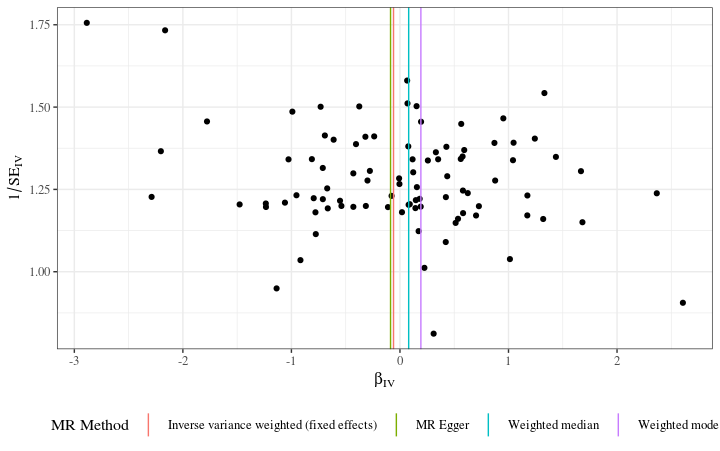 1.75
1.50
1.25
1.00
1/SE_IV
-3 -2 -1 0 1 2
β_IV
MR Method Inverse variance weighted (fixed effects) MR Egger Weighted median Weighted mode